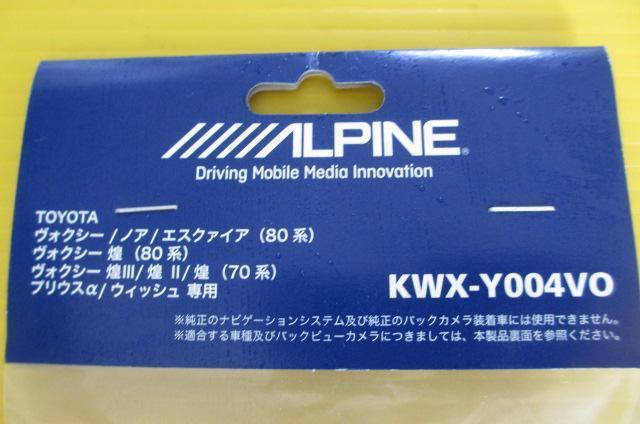 ALPINE
Driving Mobile Media Innovation
TOYOTA
ヴォクシー/ノア/エスクァイア（80系）
ヴォクシー 煌（80系）
ヴォクシー 煌III/煌 II/煌（70系）
プリウスα/ウィッシュ 専用
KWX-Y004VO
※純正のナビゲーションシステム及び純正のバックカメラ装着車には使用できません。
※適合する車種及びバックビューカメラにつきましては、本製品裏面を参照ください。